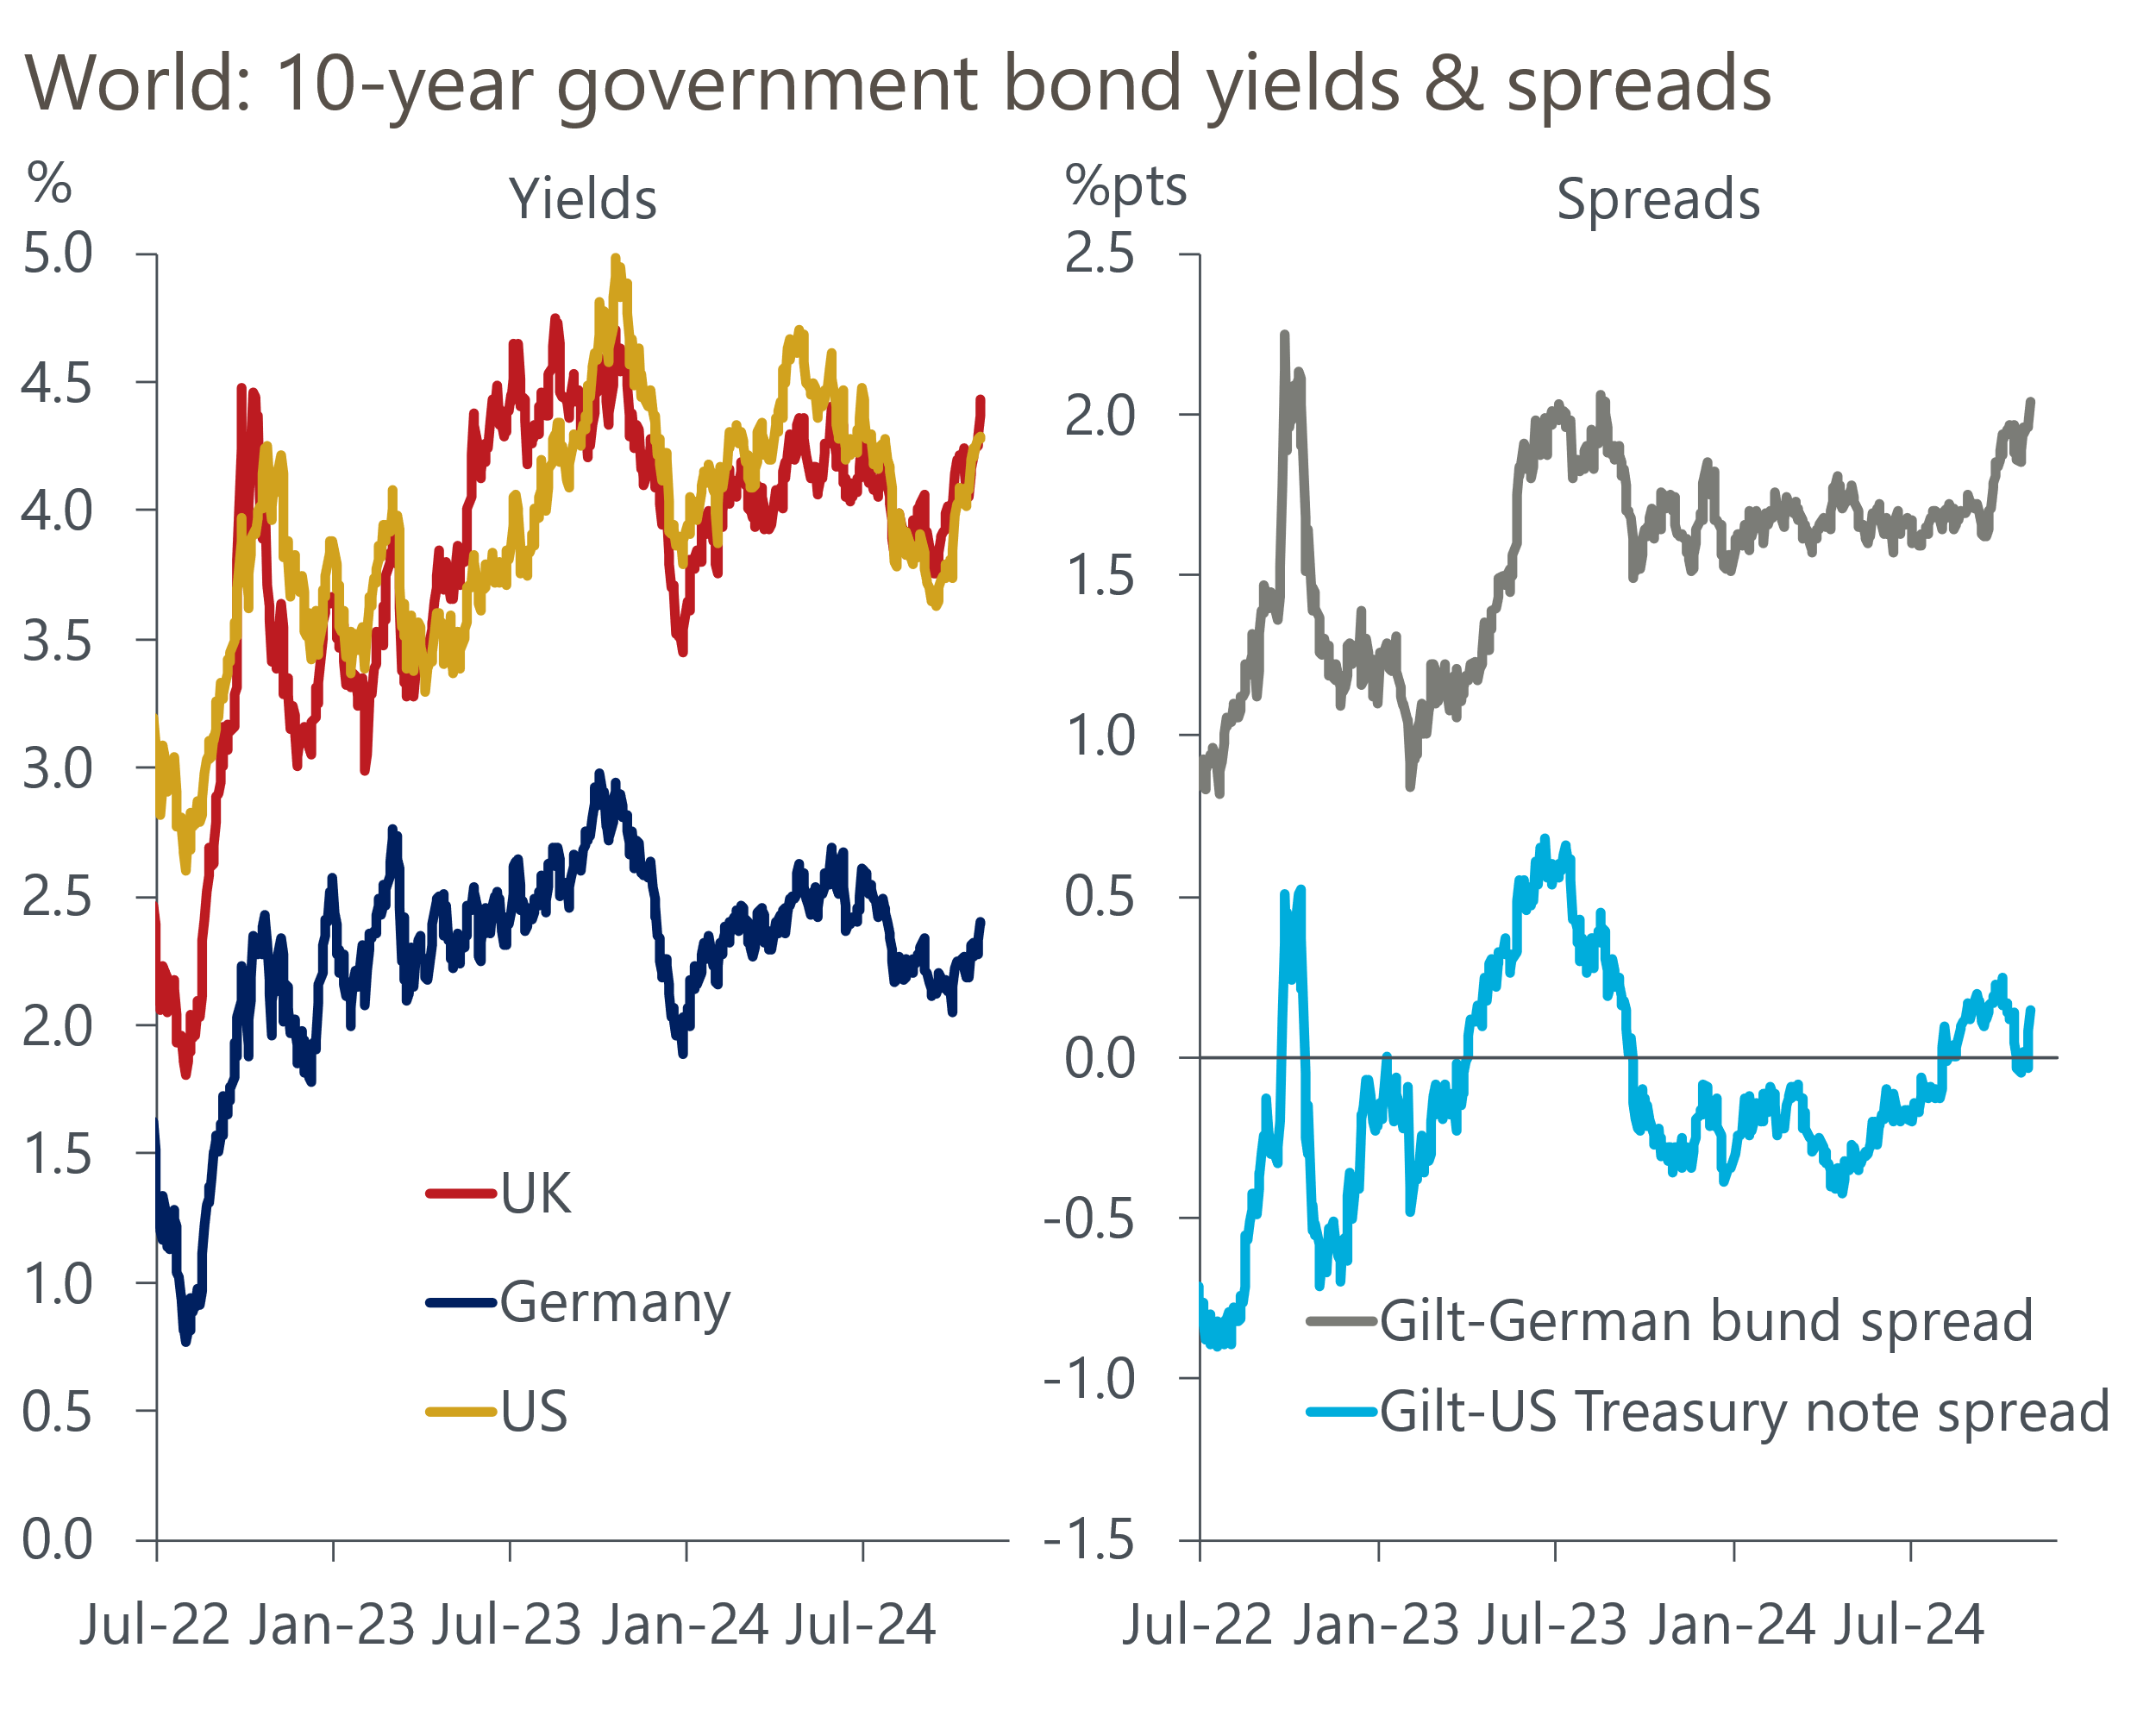 World: 10-year government bond yields & spreads
%
Yields
5.0
4.5
4.0
3.5
3.0
2.5
2.0
1.5
1.0
0.5
0.0
UK
Germany
US
Jul-22 Jan-23 Jul-23 Jan-24 Jul-24
%pts
Spreads
2.5
2.0
1.5
1.0
0.5
0.0
-0.5
-1.0
-1.5
Gilt-German bund spread
Gilt-US Treasury note spread
Jul-22 Jan-23 Jul-23 Jan-24 Jul-24